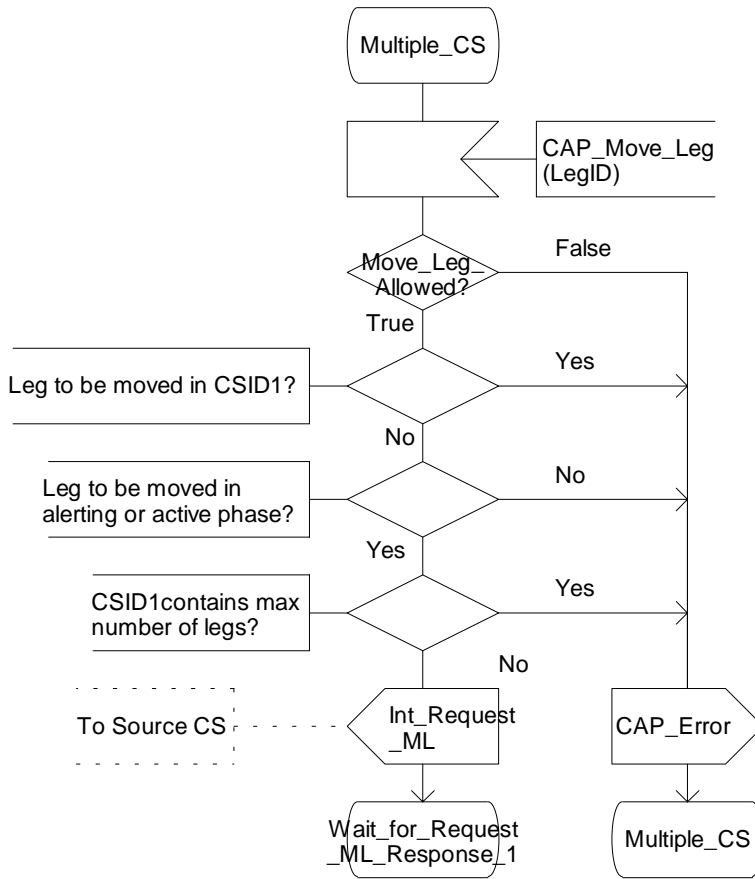 Multiple_CS
CAP_Move_Leg
(LegID)
Move_Leg_
Allowed?
False
True
Leg to be moved in CSID1?
Yes
No
Leg to be moved in
alerting or active phase?
No
Yes
CSID1contains max
number of legs?
Yes
No
To Source CS
Int_Request
_ML
CAP_Error
Wait_for_Request
_ML_Response_1
Multiple_CS